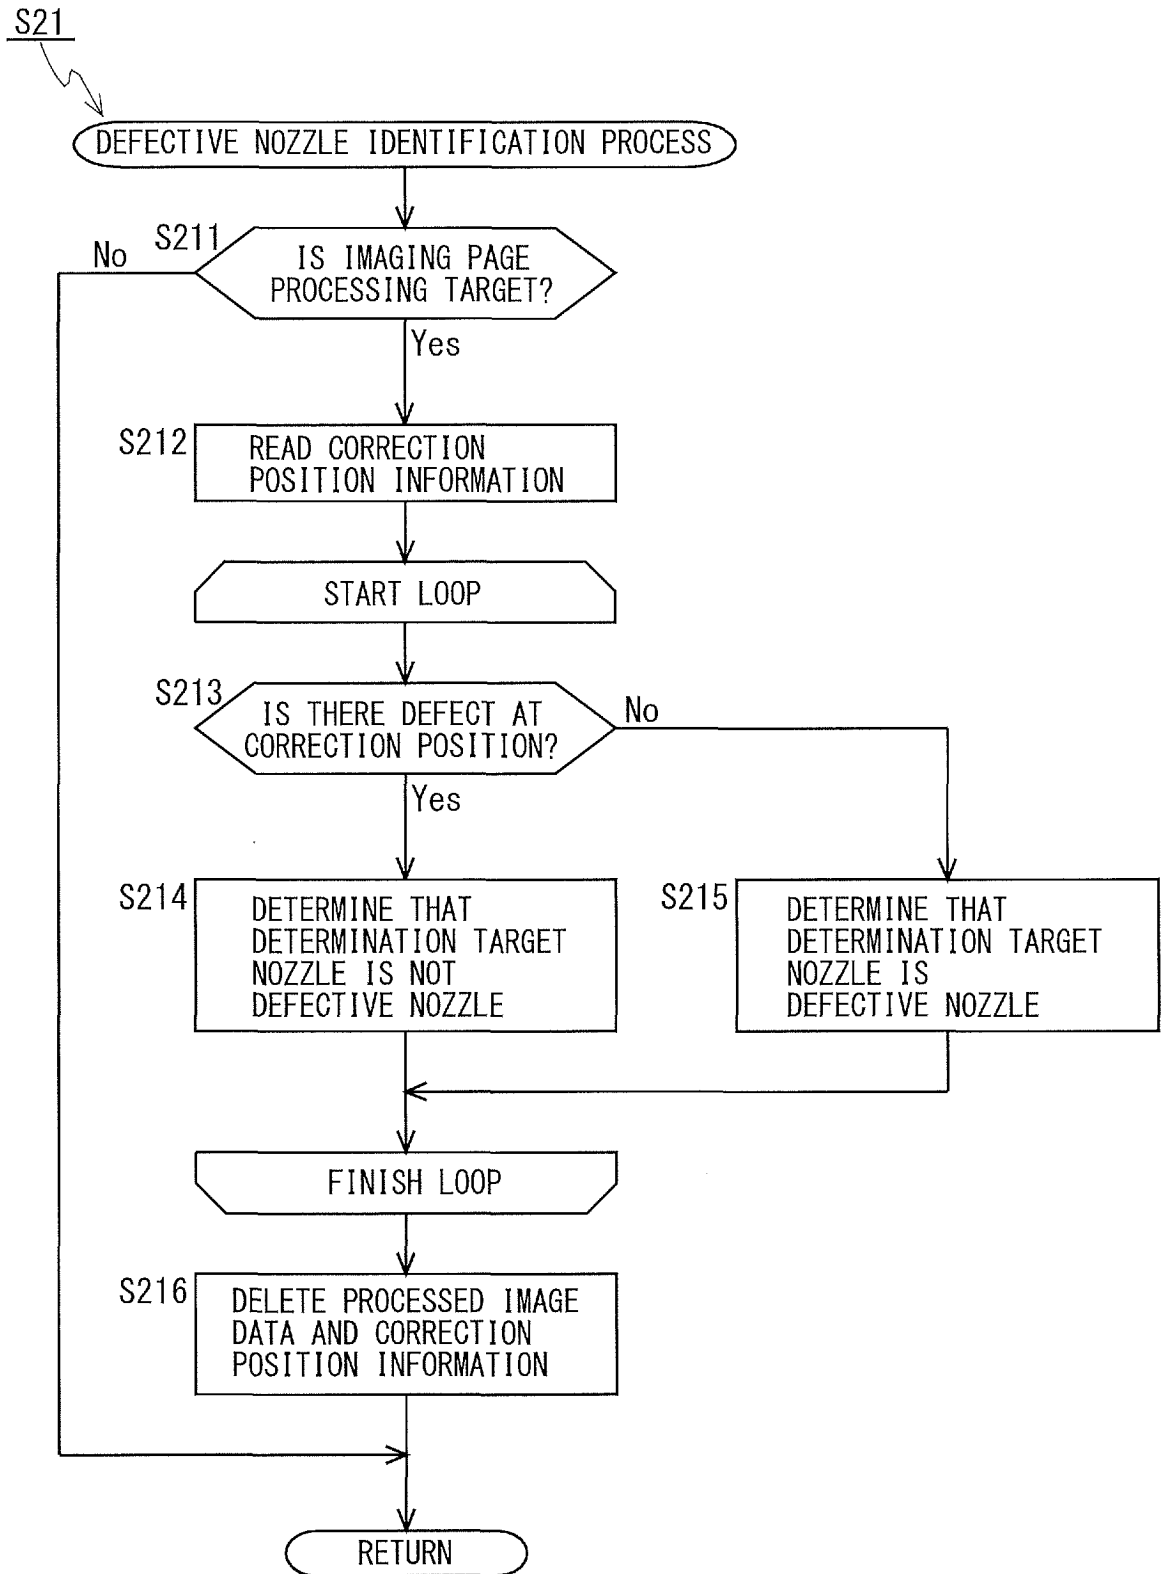 S21
DEFECTIVE NOZZLE IDENTIFICATION PROCESS
S211
No
IS IMAGING PAGE
PROCESSING TARGET?
Yes
S212
READ CORRECTION
POSITION INFORMATION
START LOOP
S213
IS THERE DEFECT AT
CORRECTION POSITION?
No
Yes
S214
DETERMINE THAT
DETERMINATION TARGET
NOZZLE IS NOT
DEFECTIVE NOZZLE
S215
DETERMINE THAT
DETERMINATION TARGET
NOZZLE IS
DEFECTIVE NOZZLE
FINISH LOOP
S216
DELETE PROCESSED IMAGE
DATA AND CORRECTION
POSITION INFORMATION
RETURN